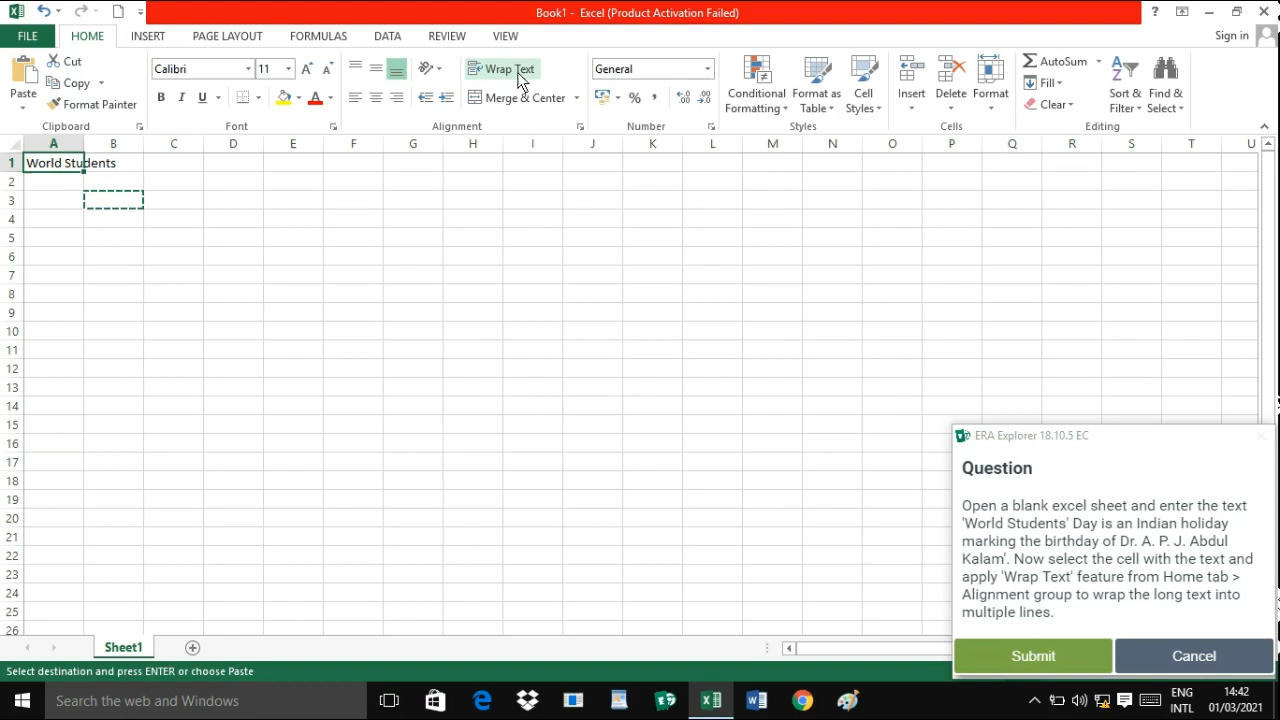 Book1 - Excel (Product Activation Failed)
?
FILE HOME INSERT PAGE LAYOUT FORMULAS DATA REVIEW VIEW Sign in
Paste Cut Copy Format Painter
Clipboard
Calibri 11
B I U A
Font
Wrap Text
Merge & Center
Alignment
General
%
Number
Conditional Formatting
Format as Table
Cell Styles
Styles
Insert Delete Format
Cells
AutoSum
Fill
Clear
Sort & Filter
Find & Select
Editing
A B C D E F G H I J K L M N O P Q R S T U
1 World Students
2
3
4
5
6
7
8
9
10
11
12
13
14
15
16
17
18
19
20
21
22
23
24
25
26
ERA Explorer 18.10.5 EC
Question
Open a blank excel sheet and enter the text
'World Students' Day is an Indian holiday
marking the birthday of Dr. A. P. J. Abdul
Kalam'. Now select the cell with the text and
apply 'Wrap Text' feature from Home tab >
Alignment group to wrap the long text into
multiple lines.
Submit Cancel
Sheet1
Select destination and press ENTER or choose Paste
Search the web and Windows
ENG
INTL
14:42
01/03/2021